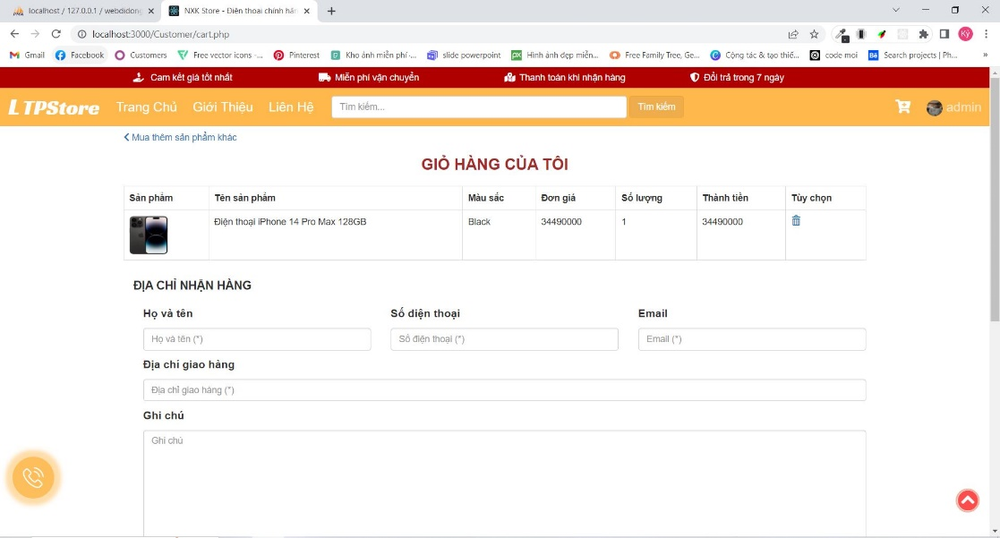 localhost / 127.0.0.1 / webdidong
NXK Store - Điện thoại chính hãn
localhost:3000/Customer/cart.php
Kỳ
Gmail Facebook Customers Free vector icons -... Pinterest Kho ảnh miễn phí -... slide powerpoint Hình ảnh đẹp miễn... Free Family Tree, Ge... Cộng tác & tạo thiế... code moi Search projects | Ph... »
Cam kết giá tốt nhất Miễn phí vận chuyển Thanh toán khi nhận hàng Đổi trả trong 7 ngày
LTPStore Trang Chủ Giới Thiệu Liên Hệ Tìm kiếm... Tìm kiếm admin
Mua thêm sản phẩm khác
GIỎ HÀNG CỦA TÔI
Sản phẩm Tên sản phẩm Màu sắc Đơn giá Số lượng Thành tiền Tùy chọn
Điện thoại iPhone 14 Pro Max 128GB Black 34490000 1 34490000
ĐỊA CHỈ NHẬN HÀNG
Họ và tên Số điện thoại Email
Họ và tên (*) Số điện thoại (*) Email (*)
Địa chỉ giao hàng
Địa chỉ giao hàng (*)
Ghi chú
Ghi chú